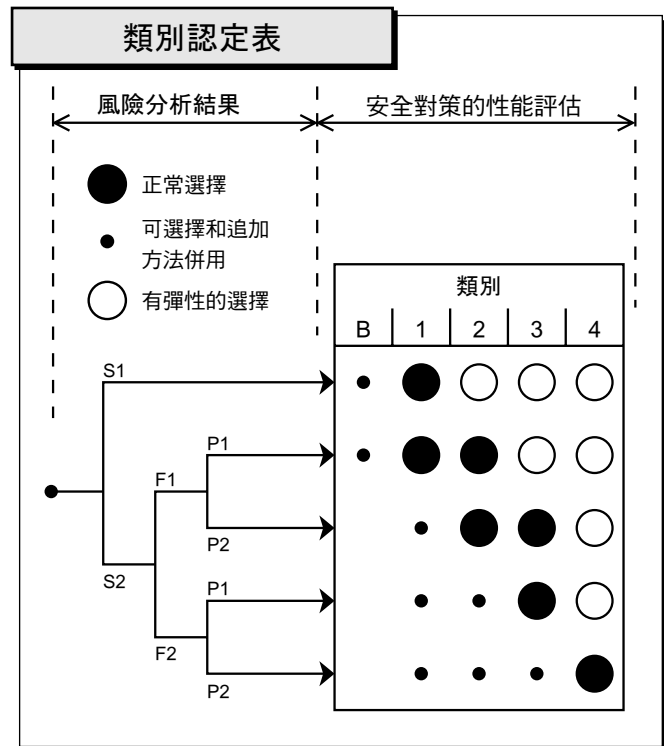 類別認定表
風險分析結果
安全對策的性能評估
正常選擇
可選擇和追加
方法併用
有彈性的選擇
類別
B 1 2 3 4
S1
P1
F1
P2
S2
P1
F2
P2